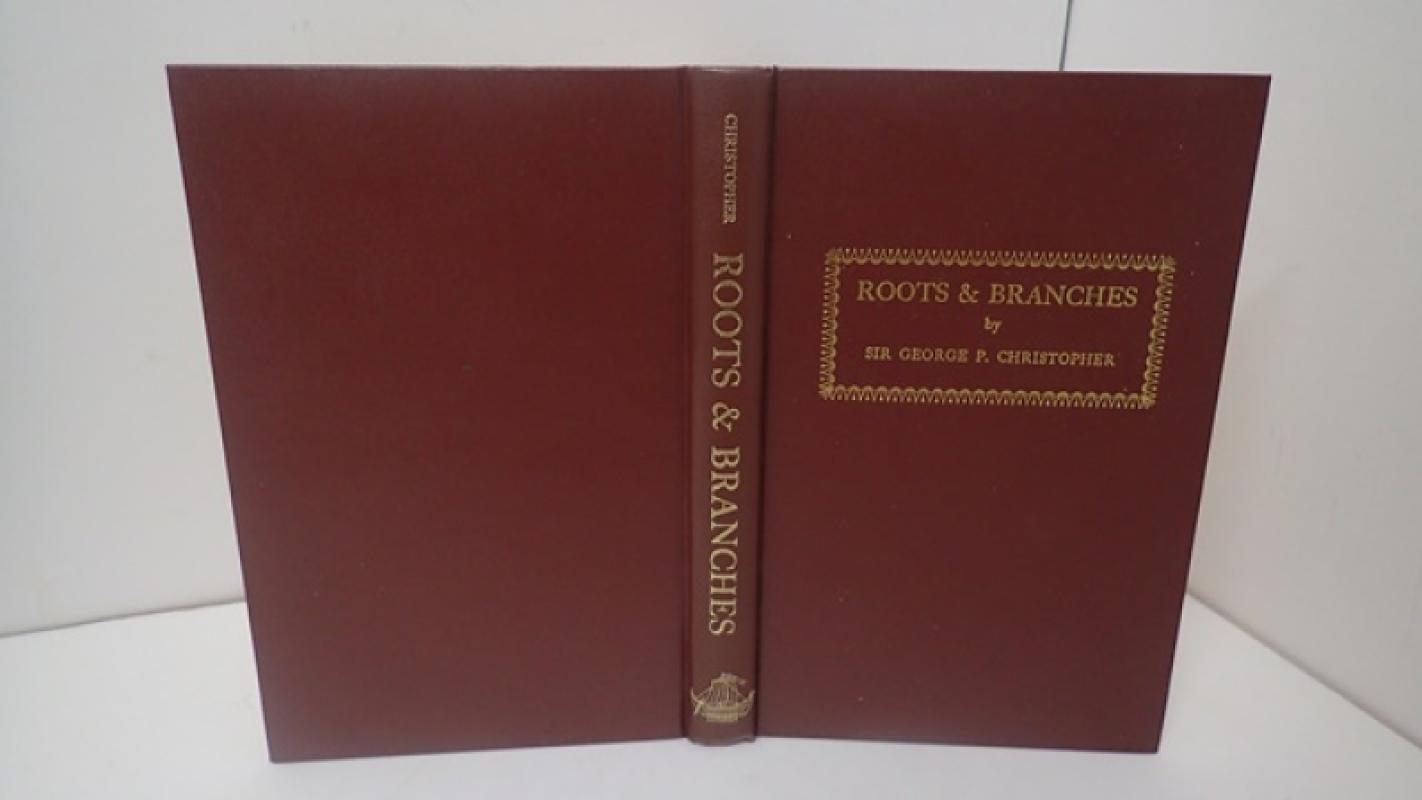 CHRISTOPHER
ROOTS & BRANCHES
ROOTS & BRANCHES
by
SIR GEORGE P. CHRISTOPHER